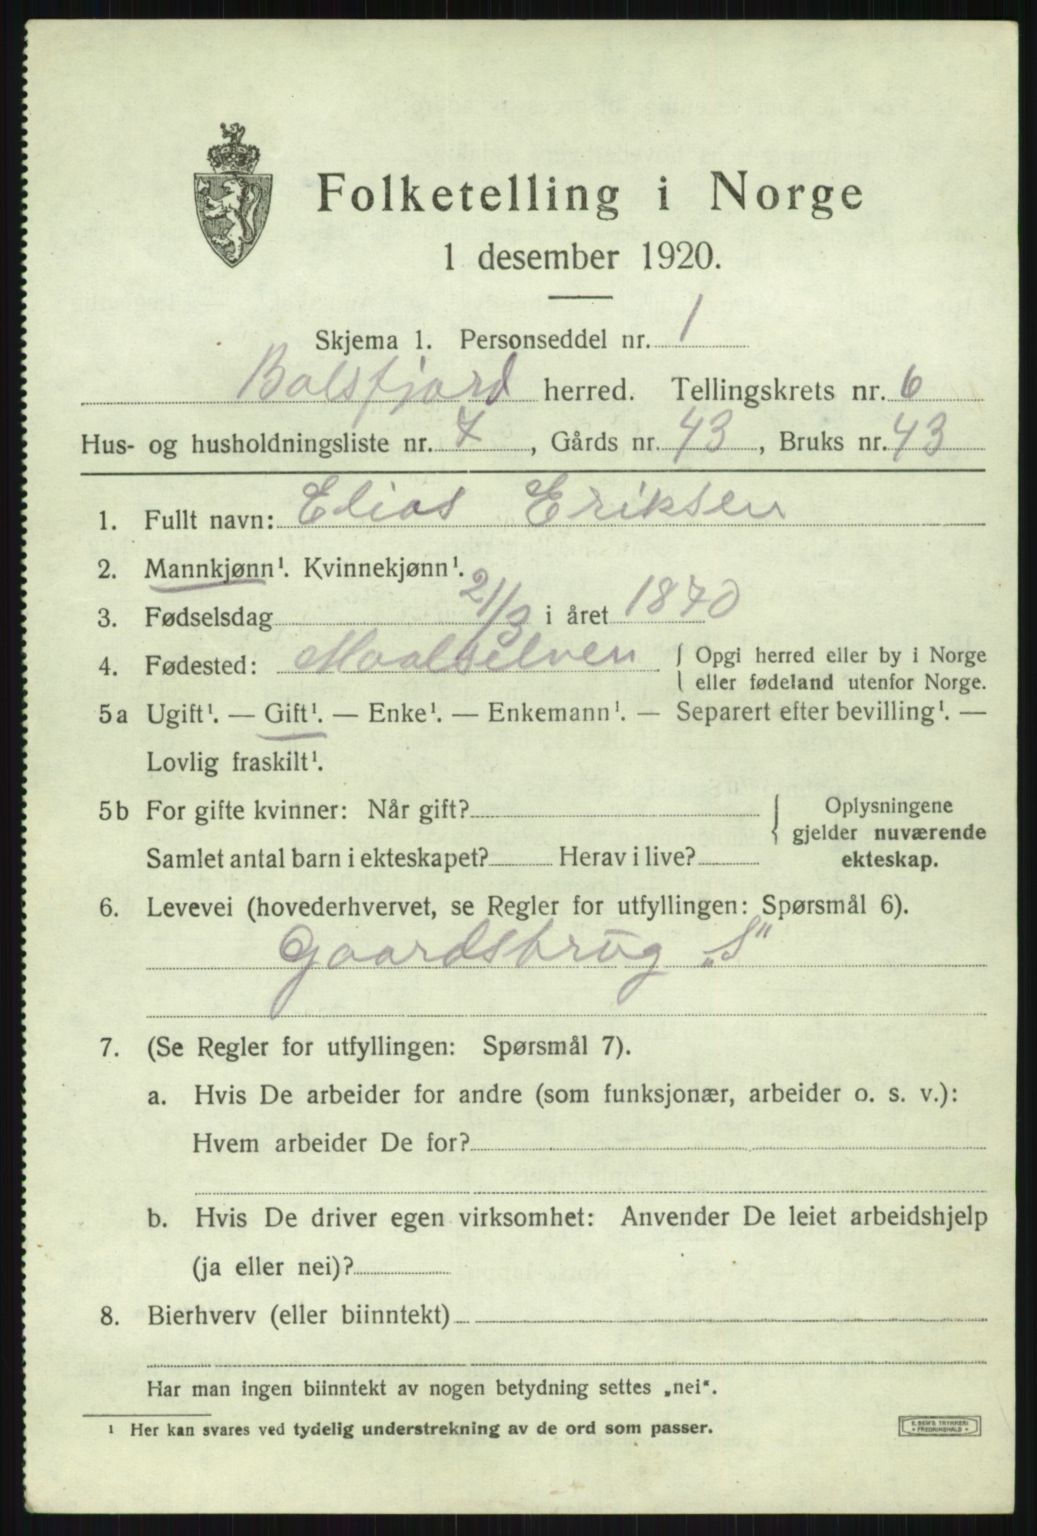 Folketelling i Norge
1 desember 1920.
Skjema 1. Personseddel nr. 1
Balsfjord herred. Tellingskrets nr. 6
Hus- og husholdningsliste nr. 7, Gårds nr. 43, Bruks nr. 43
1. Fullt navn: Elias Eriksen
2. Mannkjønn¹. Kvinnekjønn¹.
3. Fødselsdag 21/3 i året 1870
4. Fødested: Maalselven { Opgi herred eller by i Norge
eller fødeland utenfor Norge.
5a Ugift¹. — Gift¹. — Enke¹. — Enkemann¹. — Separert efter bevilling¹. —
Lovlig fraskilt¹.
5b For gifte kvinner: Når gift? { Oplysningene
gjelder nuværende
Samlet antal barn i ekteskapet? Herav i live? ekteskap.
6. Levevei (hovederhvervet, se Regler for utfyllingen: Spørsmål 6).
Gaardsbrug „S"
7. (Se Regler for utfyllingen: Spørsmål 7).
a. Hvis De arbeider for andre (som funksjonær, arbeider o. s. v.):
Hvem arbeider De for?
b. Hvis De driver egen virksomhet: Anvender De leiet arbeidshjelp
(ja eller nei)?
8. Bierhverv (eller biinntekt)
Har man ingen biinntekt av nogen betydning settes „nei".
¹ Her kan svares ved tydelig understrekning av de ord som passer.
E. SEM'S TRYKKERI
FREDRIKSHALD